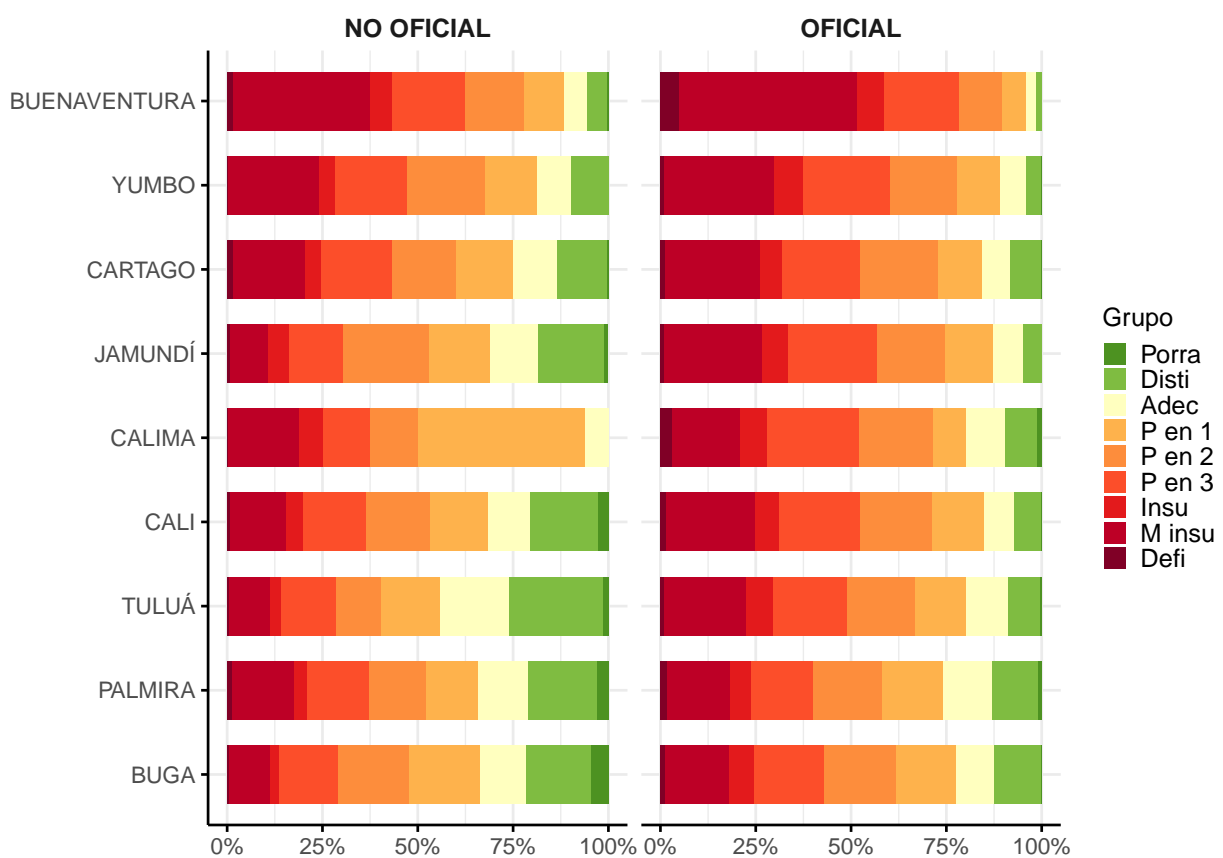 NO OFICIAL
OFICIAL
BUENAVENTURA
YUMBO
CARTAGO
JAMUNDÍ
CALIMA
CALI
TULUÁ
PALMIRA
BUGA
0% 25% 50% 75% 100%
0% 25% 50% 75% 100%
Grupo
Porra
Disti
Adec
P en 1
P en 2
P en 3
Insu
M insu
Defi